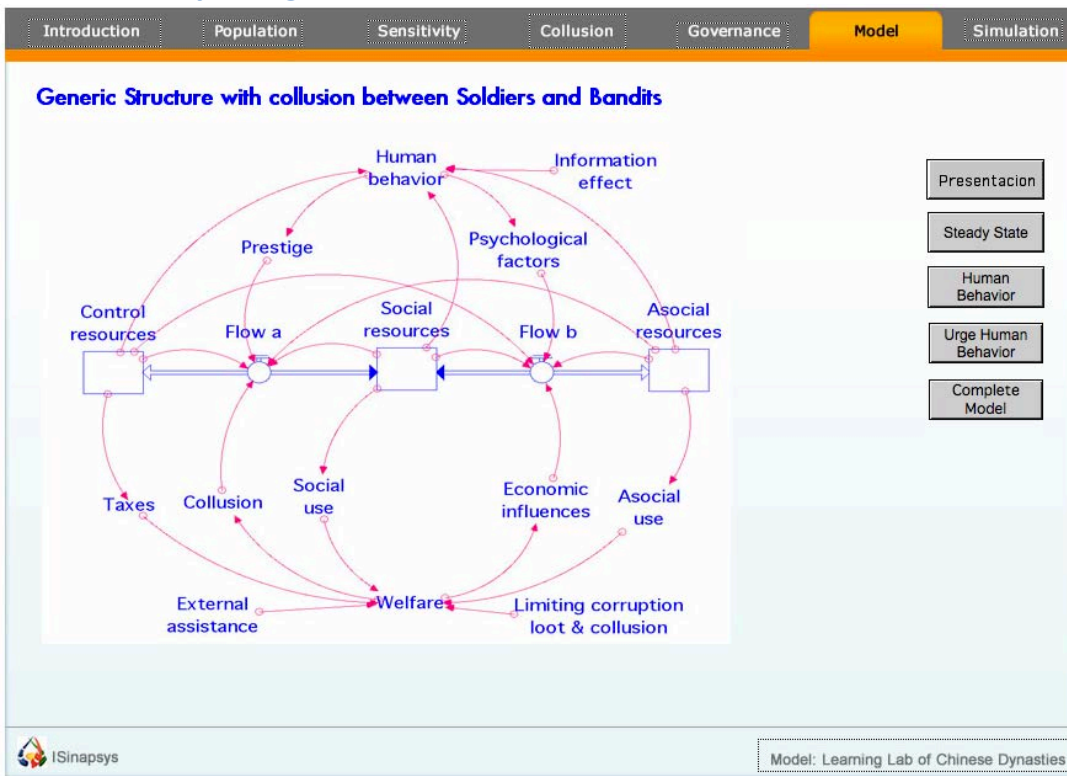 Introduction
Population
Sensitivity
Collusion
Governance
Model
Simulation
Generic Structure with collusion between Soldiers and Bandits
Human
behavior
Information
effect
Prestige
Psychological
factors
Control
resources
Flow a
Social
resources
Flow b
Asocial
resources
Taxes
Collusion
Social
use
Economic
influences
Asocial
use
External
assistance
Welfare
Limiting corruption
loot & collusion
Presentacion
Steady State
Human
Behavior
Urge Human
Behavior
Complete
Model
ISinapsys
Model: Learning Lab of Chinese Dynasties